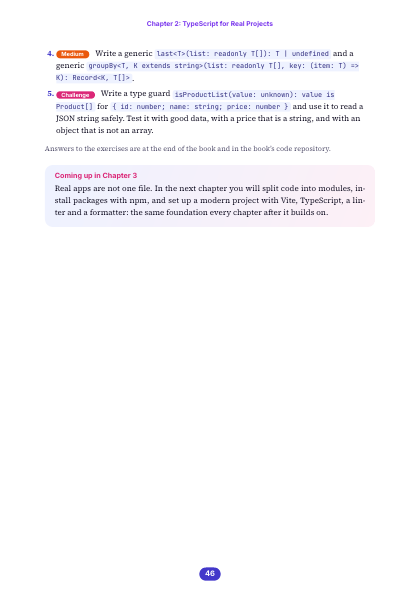 Chapter 2: TypeScript for Real Projects
4. Medium Write a generic last<T>(list: readonly T[]): T | undefined and a
generic groupBy<T, K extends string>(list: readonly T[], key: (item: T) =>
K): Record<K, T[]>.
5. Challenge Write a type guard isProductList(value: unknown): value is
Product[] for { id: number; name: string; price: number } and use it to read a
JSON string safely. Test it with good data, with a price that is a string, and with an
object that is not an array.
Answers to the exercises are at the end of the book and in the book's code repository.
Coming up in Chapter 3
Real apps are not one file. In the next chapter you will split code into modules, in-
stall packages with npm, and set up a modern project with Vite, TypeScript, a lin-
ter and a formatter: the same foundation every chapter after it builds on.
46